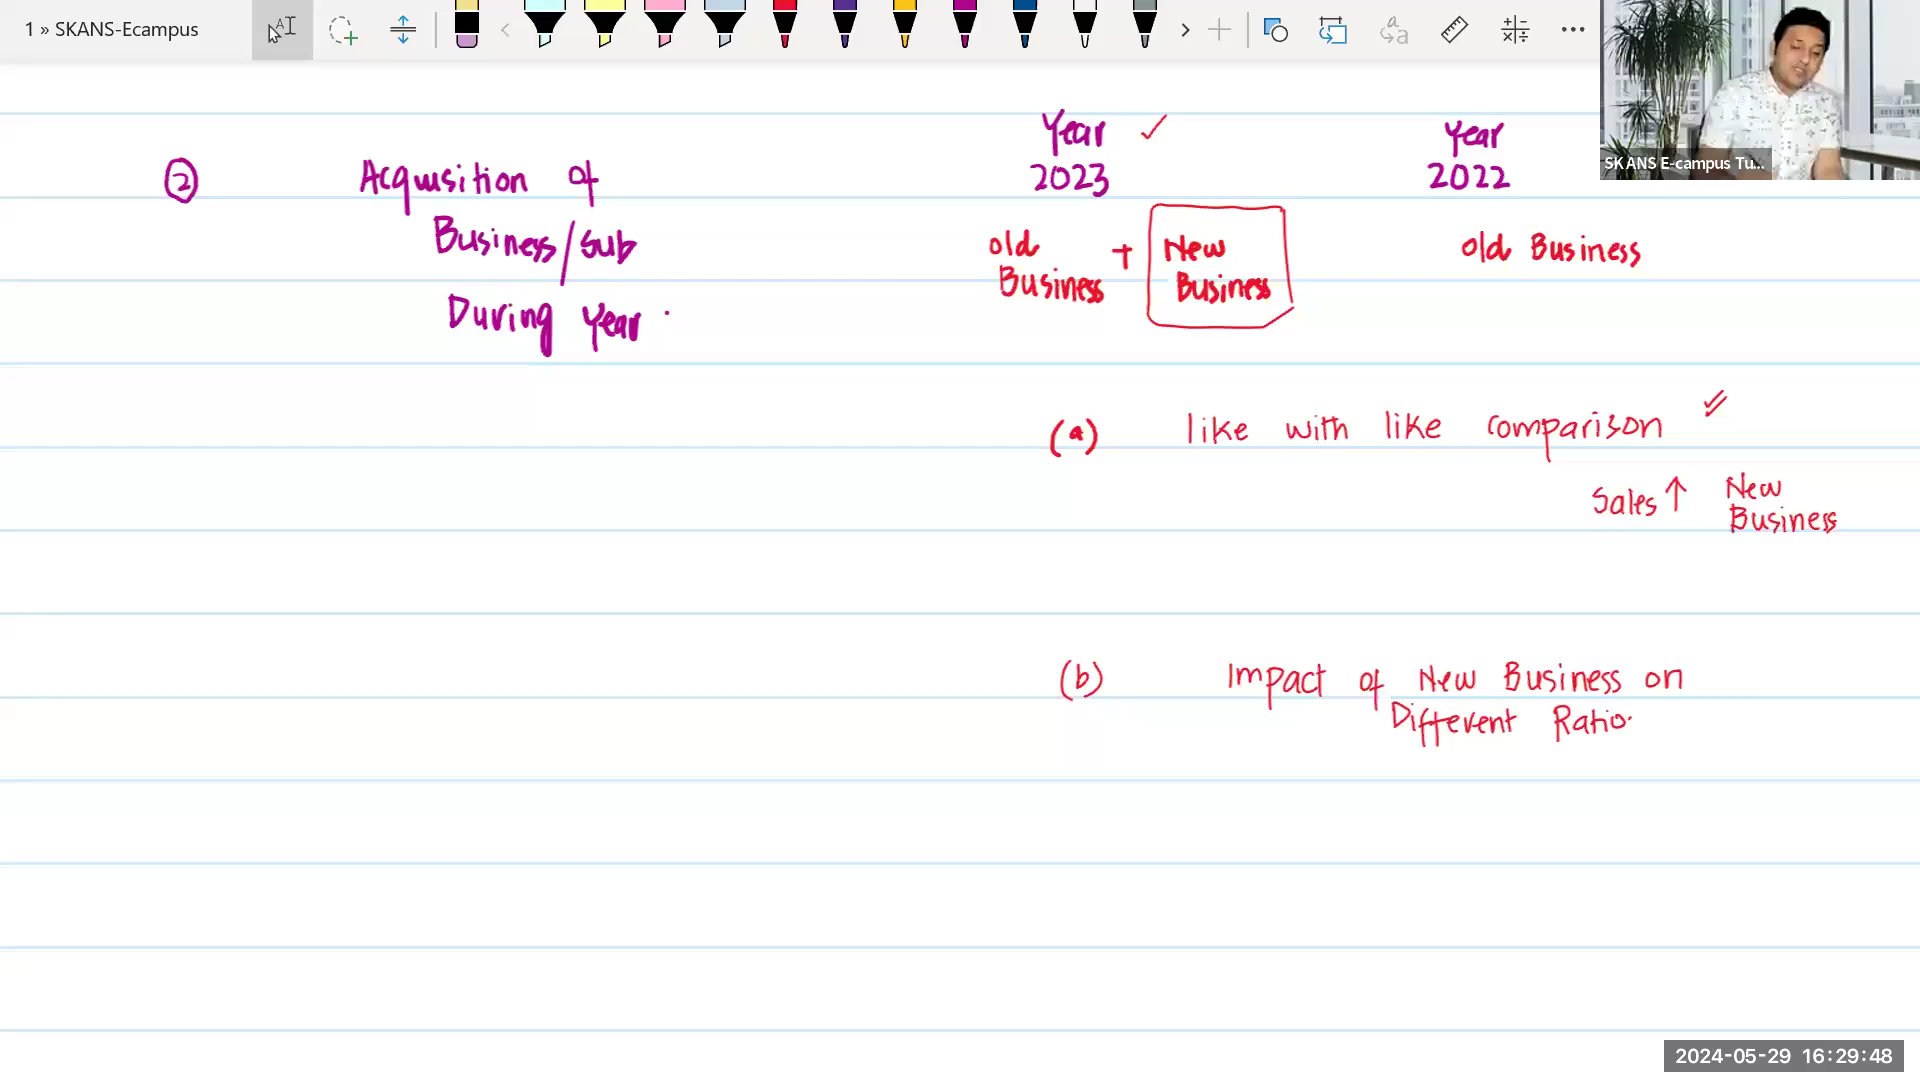 1 » SKANS-Ecampus
SKANS E-campus Tu...
Year ✓
2023
Year
2022
② Acquisition of
Business/Sub
During Year.
old
Business
+
New
Business
old Business
(a) like with like comparison
Sales ↑
New
Business
(b) Impact of New Business on
Different Ratio.
2024-05-29 16:29:48